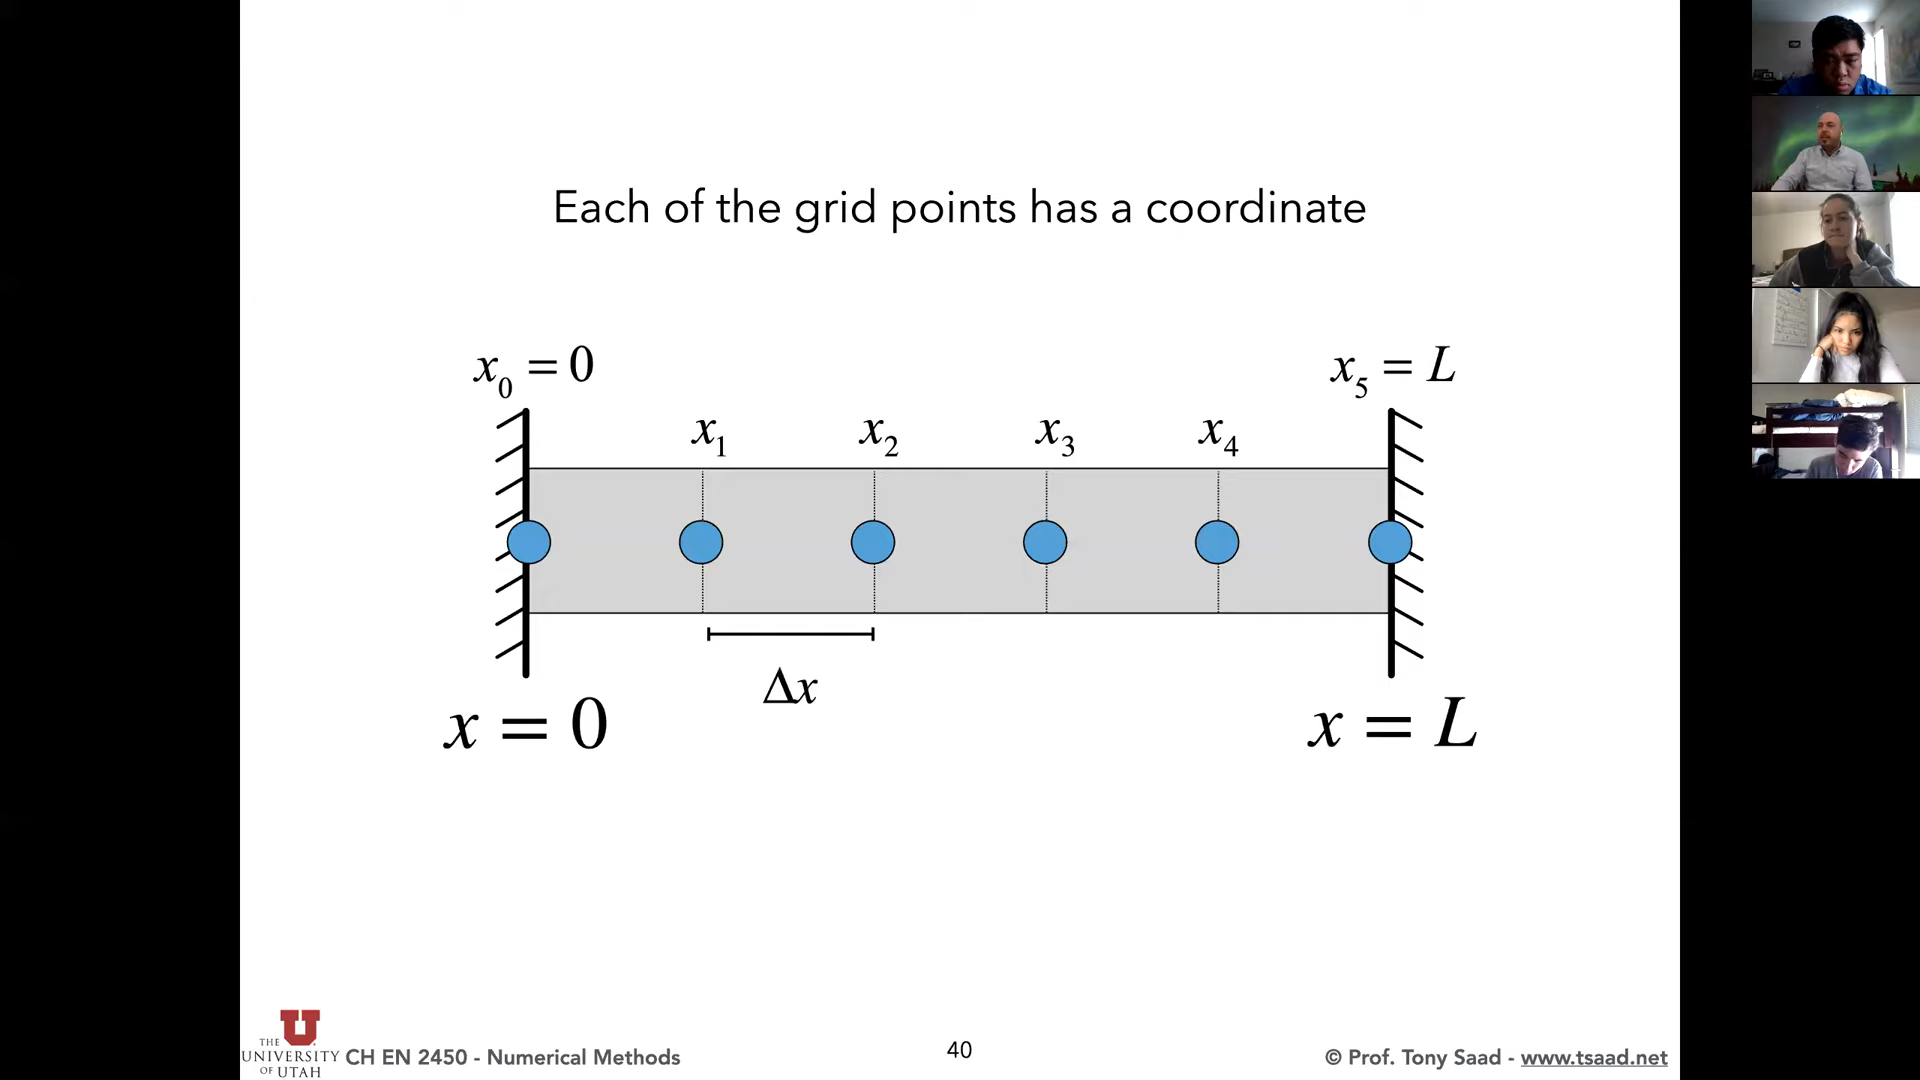 Each of the grid points has a coordinate
x₀ = 0
x₅ = L
x₁ x₂ x₃ x₄
Δx
x = 0
x = L
THE
UNIVERSITY
OF UTAH
CH EN 2450 - Numerical Methods
40
© Prof. Tony Saad - www.tsaad.net